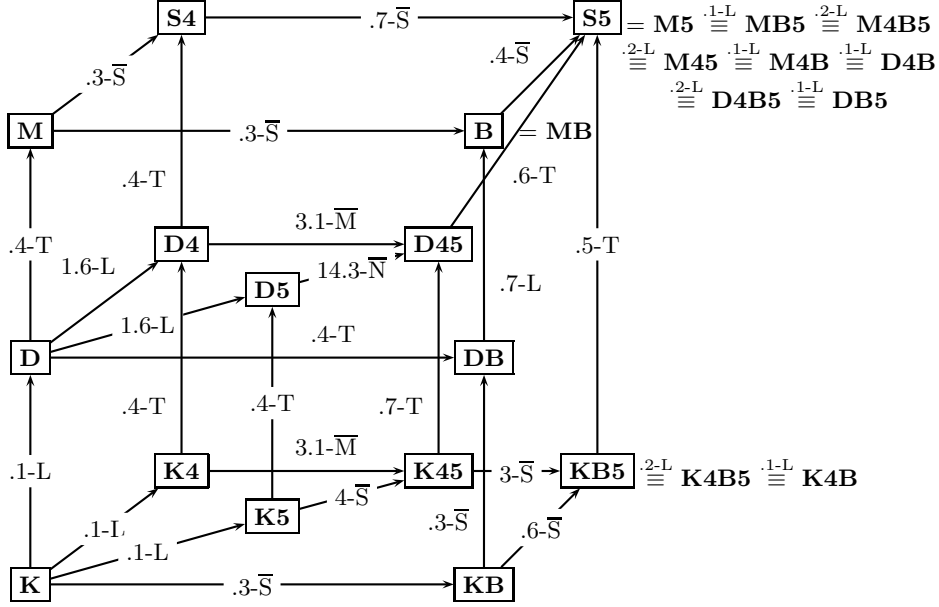 S4 .7-S̅ S5 = M5 ≡^{.1-L} MB5 ≡^{.2-L} M4B5
.4-S̅ ≡^{.2-L} M45 ≡^{.1-L} M4B ≡^{.1-L} D4B
.3-S̅ ≡^{.2-L} D4B5 ≡^{.1-L} DB5
M .3-S̅ B = MB
.4-T .6-T
3.1-M̅
.4-T D4 D45 .5-T
1.6-L 14.3-N̅
D5 .7-L
1.6-L .4-T
D DB
.4-T .4-T .7-T
3.1-M̅
.1-L K4 K45 3-S̅ KB5 ≡^{.2-L} K4B5 ≡^{.1-L} K4B
4-S̅
.1-L K5 .3-S̅ .6-S̅
.1-L
K .3-S̅ KB